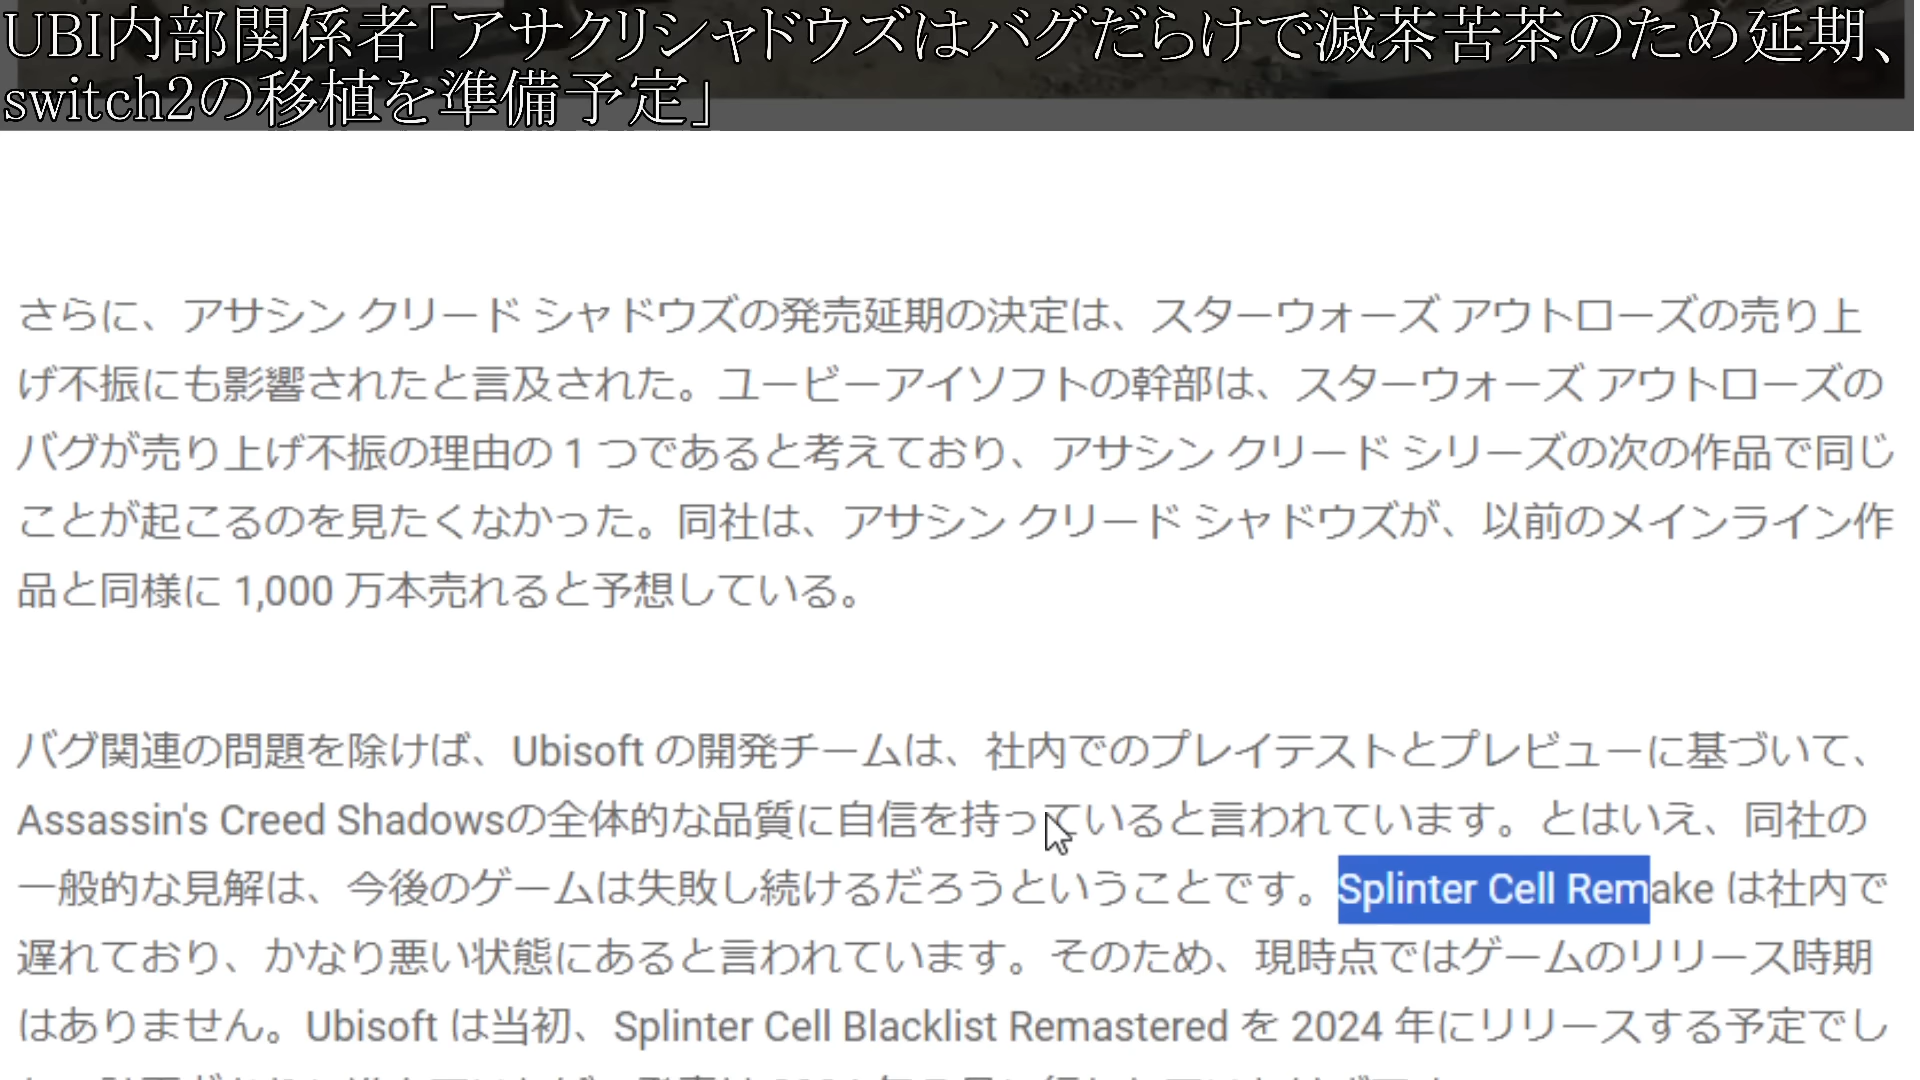 UBI内部関係者「アサクリシャドウズはバグだらけで滅茶苦茶のため延期、
switch2の移植を準備予定」
さらに、アサシン クリード シャドウズの発売延期の決定は、スターウォーズ アウトローズの売り上
げ不振にも影響されたと言及された。ユービーアイソフトの幹部は、スターウォーズ アウトローズの
バグが売り上げ不振の理由の 1 つであると考えており、アサシン クリード シリーズの次の作品で同じ
ことが起こるのを見たくなかった。同社は、アサシン クリード シャドウズが、以前のメインライン作
品と同様に 1,000 万本売れると予想している。
バグ関連の問題を除けば、Ubisoft の開発チームは、社内でのプレイテストとプレビューに基づいて、
Assassin's Creed Shadowsの全体的な品質に自信を持っていると言われています。とはいえ、同社の
一般的な見解は、今後のゲームは失敗し続けるだろうということです。Splinter Cell Remake は社内で
遅れており、かなり悪い状態にあると言われています。そのため、現時点ではゲームのリリース時期
はありません。Ubisoft は当初、Splinter Cell Blacklist Remastered を 2024 年にリリースする予定でし